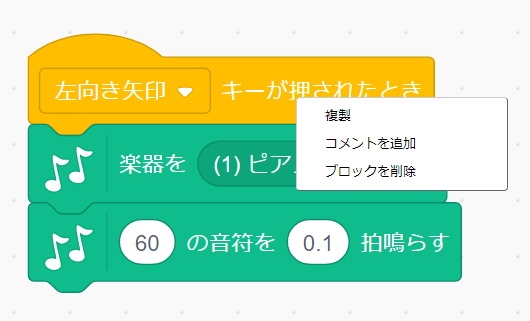 左向き矢印 キーが押されたとき
複製
コメントを追加
ブロックを削除
楽器を (1) ピア
60 の音符を 0.1 拍鳴らす